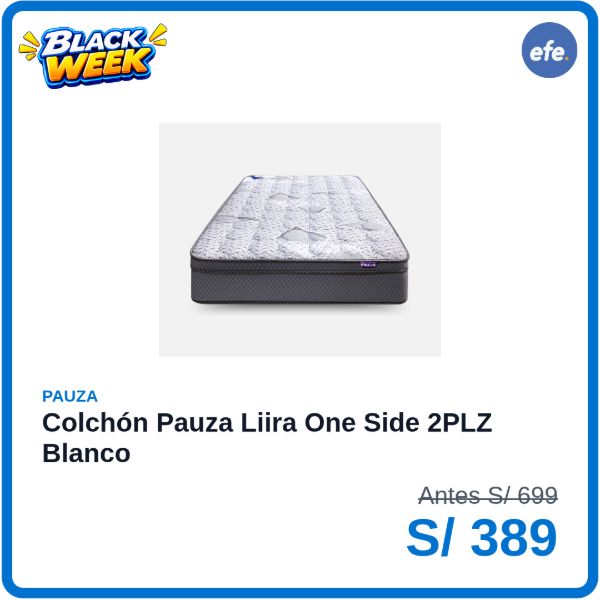 BLACK
WEEK
efe.
PAUZA
Colchón Pauza Liira One Side 2PLZ
Blanco
Antes S/ 699
S/ 389